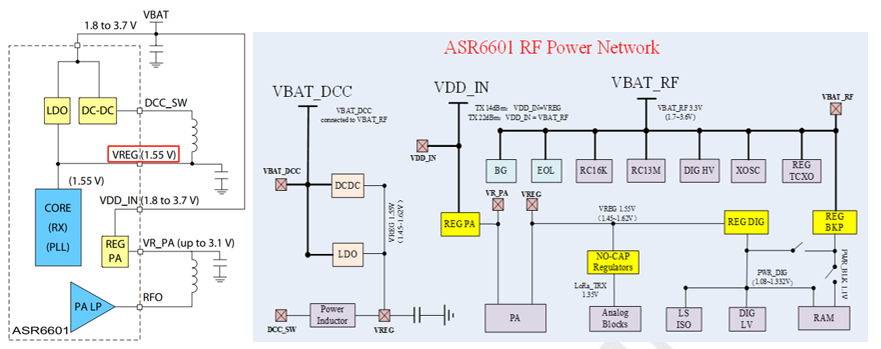 VBAT
1.8 to 3.7 V
LDO
DC-DC
DCC_SW
VREG (1.55 V)
(1.55 V)
CORE
(RX)
(PLL)
VDD_IN (1.8 to 3.7 V)
REG
PA
VR_PA (up to 3.1 V)
PA LP
RFO
ASR6601
ASR6601 RF Power Network
VBAT_DCC
VBAT_DCC
connected to VBAT_RF
VBAT_DCC
DCDC
LDO
VREG 1.55V
(1.45~1.62V)
DCC_SW
Power
Inductor
VREG
VDD_IN
TX 14dBm: VDD_IN=VREG
TX 22dBm: VDD_IN = VBAT_RF
VDD_IN
VBAT_RF
VBAT_RF 3.3V
(1.7~3.6V)
VBAT_RF
BG
EOL
RC16K
RC13M
DIG HV
XOSC
REG
TCXO
VR_PA
VREG
REG PA
VREG 1.55V
(1.45~1.62V)
REG DIG
REG
BKP
NO-CAP
Regulators
LoRa_TRX
1.35V
PWR_DIG
(1.08~1.332V)
PWR_BLK 1.1V
PA
Analog
Blocks
LS
ISO
DIG
LV
RAM